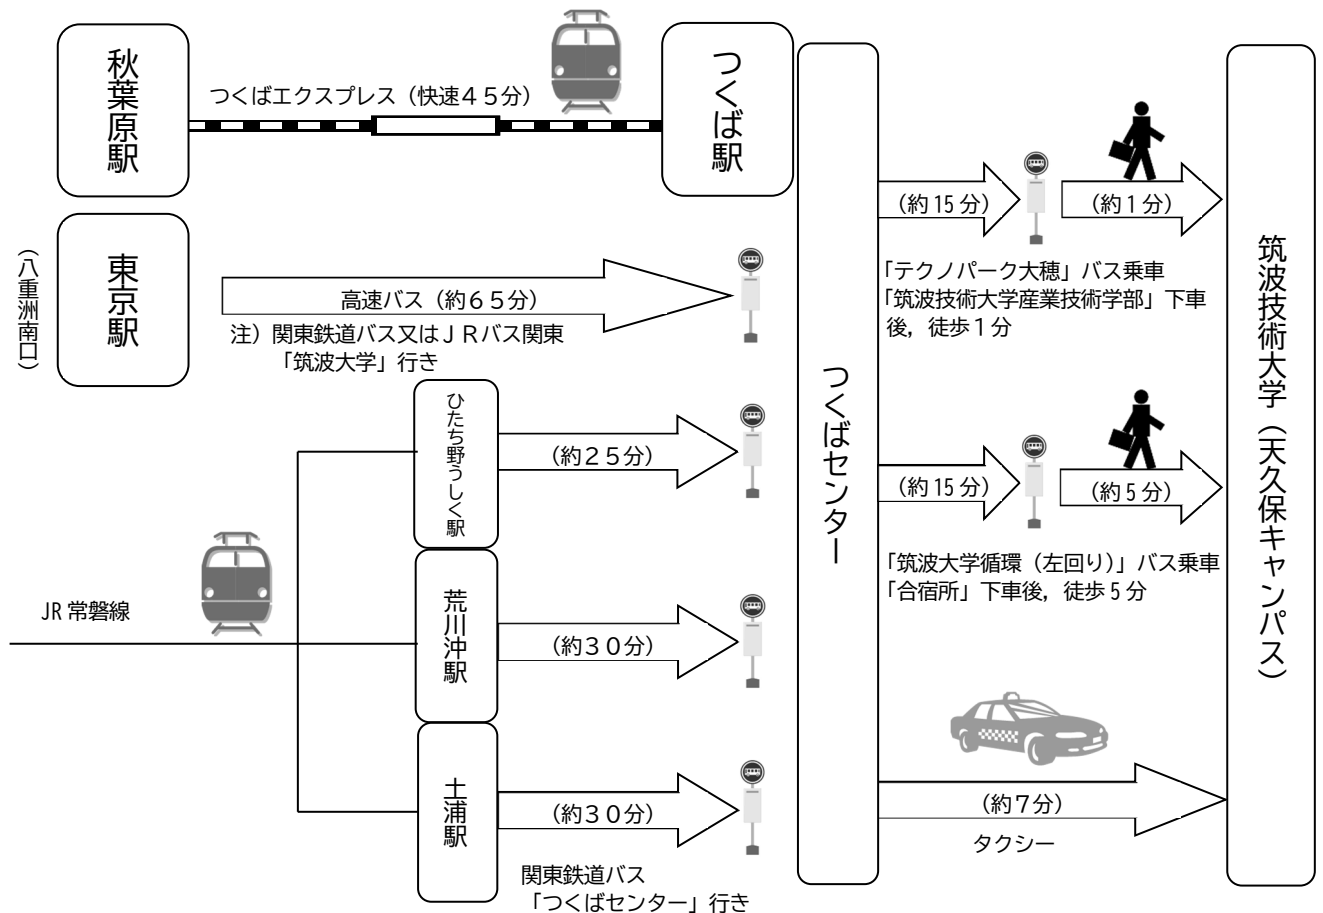 秋葉原駅
つくばエクスプレス（快速４５分）
つくば駅
（八重洲南口）
東京駅
高速バス（約６５分）
注）関東鉄道バス又はＪＲバス関東
「筑波大学」行き
JR 常磐線
ひたち野うしく駅
（約２５分）
荒川沖駅
（約３０分）
土浦駅
（約３０分）
関東鉄道バス
「つくばセンター」行き
つくばセンター
（約 15 分）
（約 1 分）
「テクノパーク大穂」バス乗車
「筑波技術大学産業技術学部」下車
後，徒歩１分
（約 15 分）
（約 5 分）
「筑波大学循環（左回り）」バス乗車
「合宿所」下車後，徒歩 5 分
（約７分）
タクシー
筑波技術大学（天久保キャンパス）